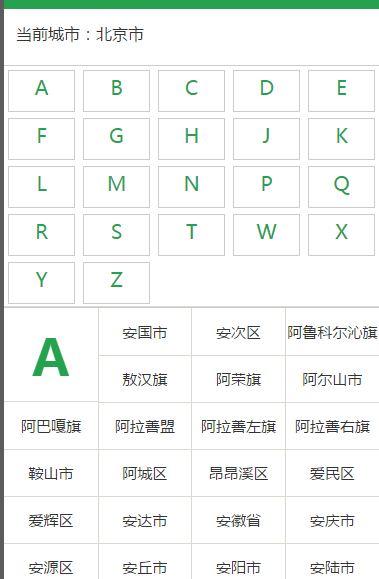 当前城市：北京市
A B C D E
F G H J K
L M N P Q
R S T W X
Y Z
A
安国市 安次区 阿鲁科尔沁旗
敖汉旗 阿荣旗 阿尔山市
阿巴嘎旗 阿拉善盟 阿拉善左旗 阿拉善右旗
鞍山市 阿城区 昂昂溪区 爱民区
爱辉区 安达市 安徽省 安庆市
安源区 安丘市 安阳市 安陆市